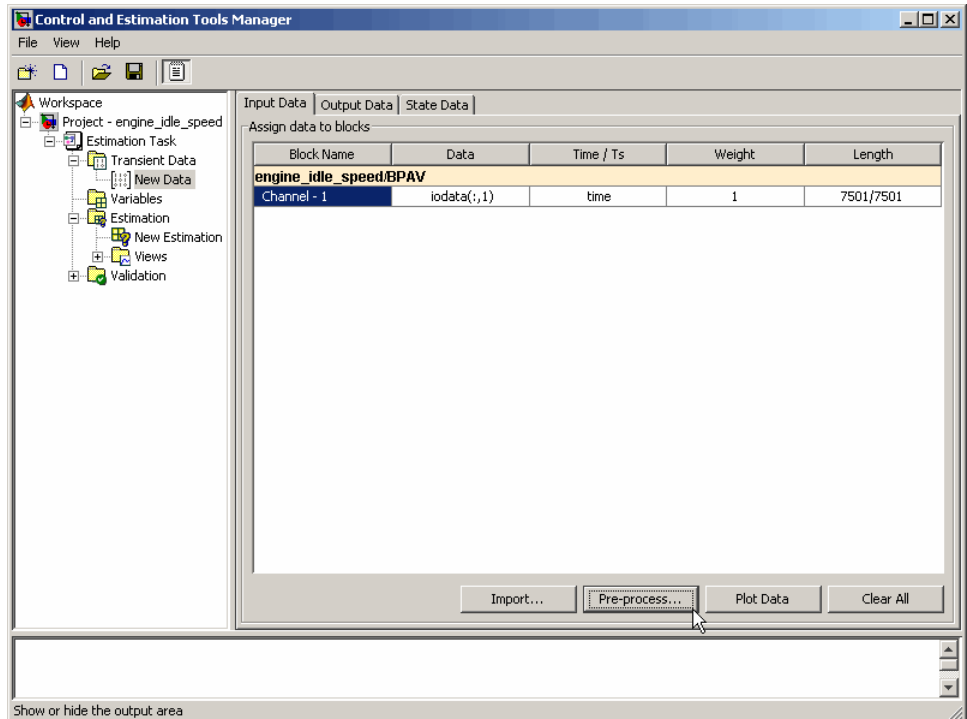 Control and Estimation Tools Manager
File View Help
Workspace
Project - engine_idle_speed
Estimation Task
Transient Data
New Data
Variables
Estimation
New Estimation
Views
Validation
Input Data Output Data State Data
Assign data to blocks
Block Name Data Time / Ts Weight Length
engine_idle_speed/BPAV
Channel - 1 iodata(:,1) time 1 7501/7501
Import... Pre-process... Plot Data Clear All
Show or hide the output area